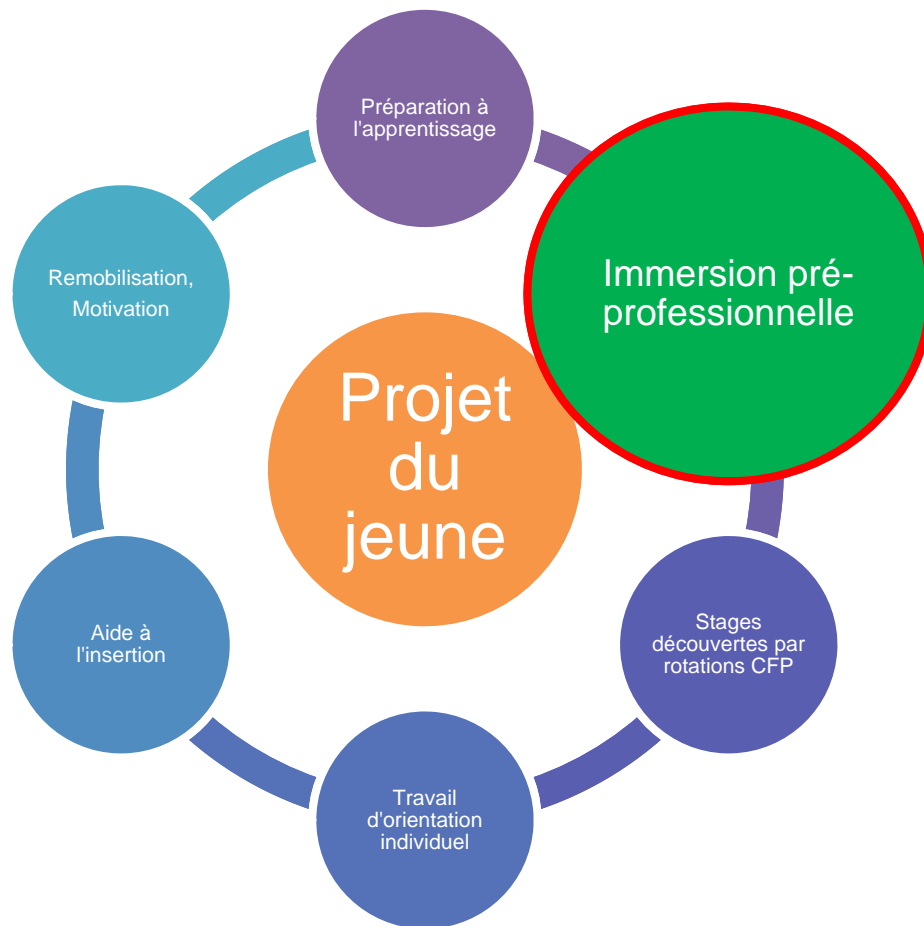 Préparation à
l'apprentissage
Immersion pré-
professionnelle
Remobilisation,
Motivation
Projet
du
jeune
Aide à
l'insertion
Stages
découvertes par
rotations CFP
Travail
d'orientation
individuel